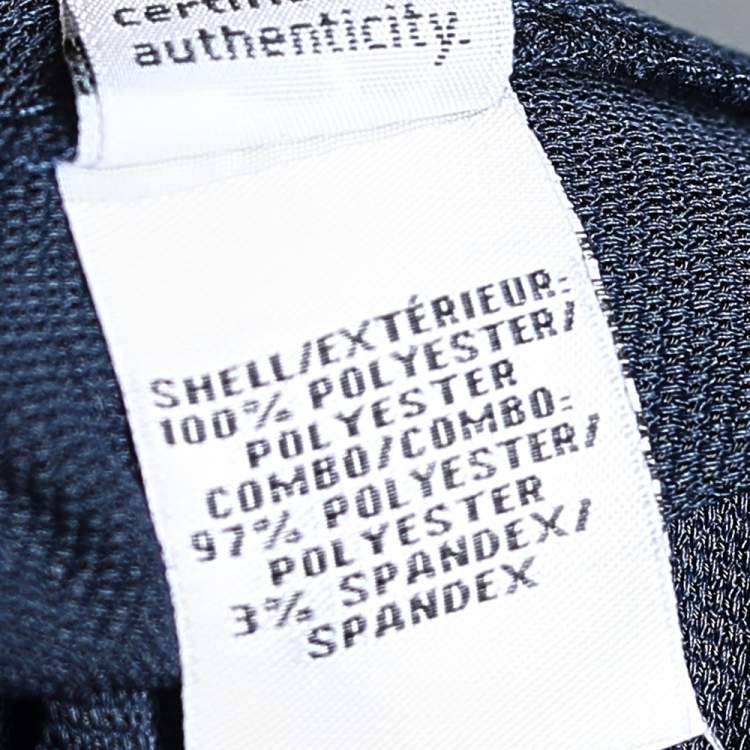 authenticity.
SHELL/EXTÉRIEUR:
100% POLYESTER/
POLYESTER
COMBO/COMBO:
97% POLYESTER/
POLYESTER
3% SPANDEX/
SPANDEX